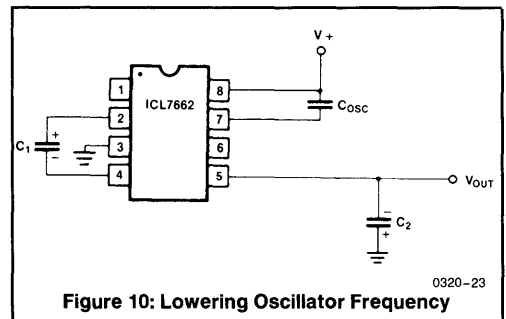 V+
ICL7662
1
2
3
4
8
7
6
5
COSC
C1
+
−
VOUT
−
C2
+
0320–23
Figure 10: Lowering Oscillator Frequency